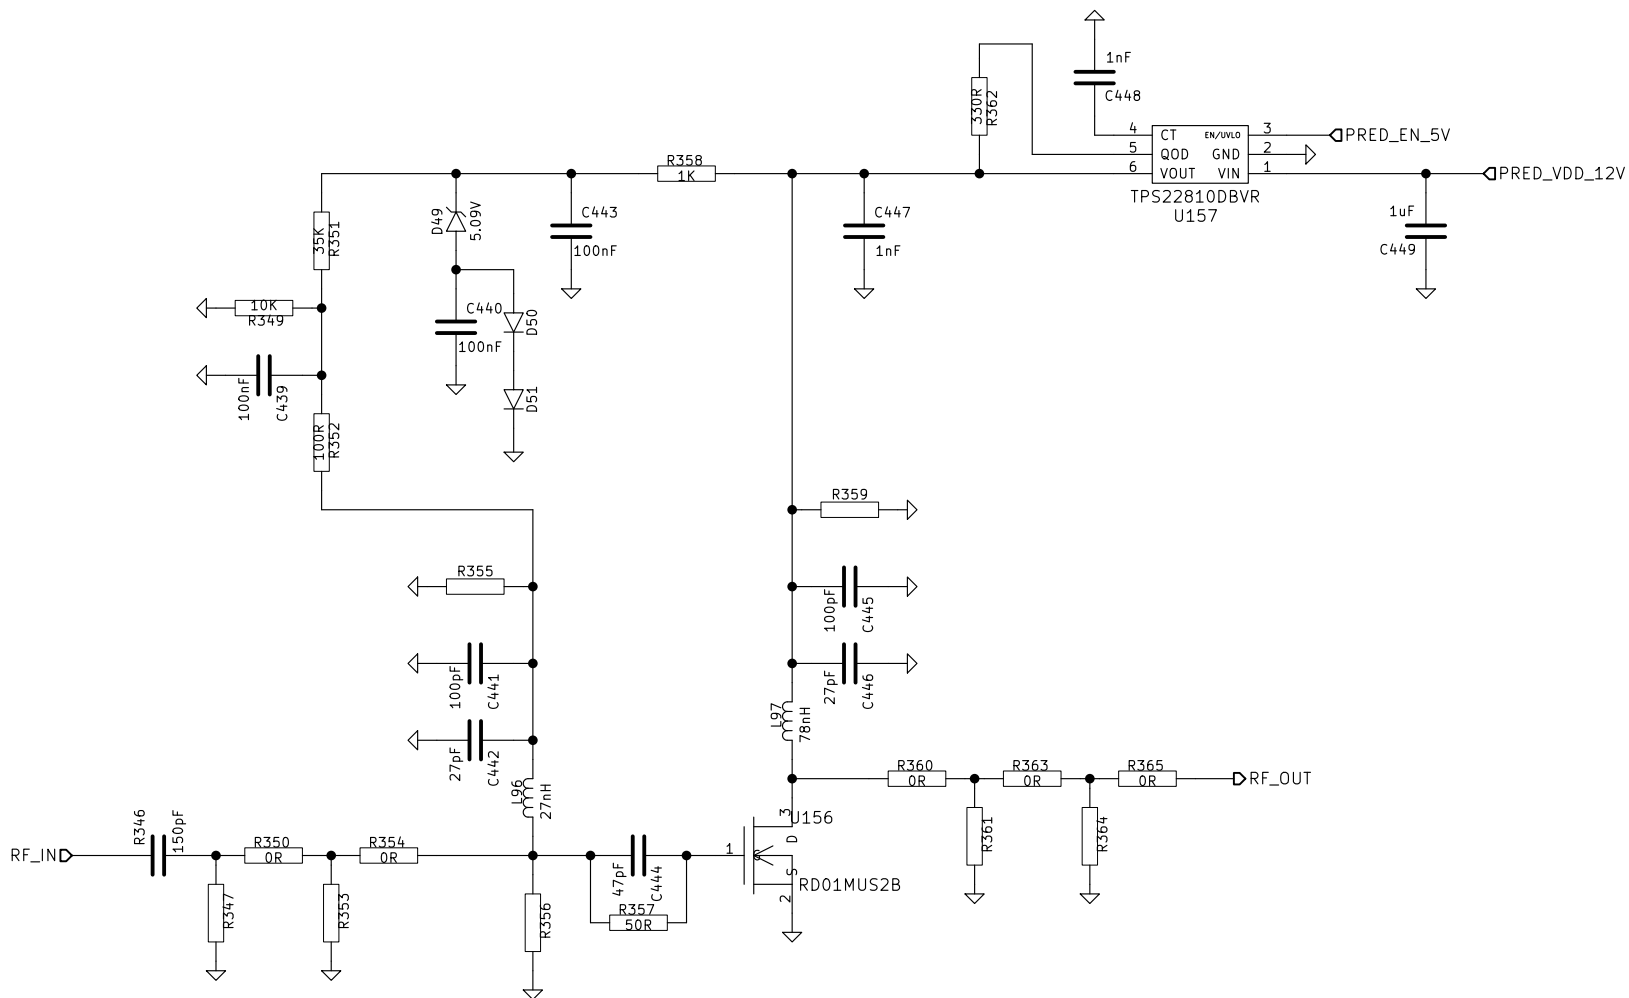 1nF
C448
330R
R362
4
CT
EN/UVLO
3
PRED_EN_5V
5
QOD
GND
2
6
VOUT
VIN
1
PRED_VDD_12V
TPS22810DBVR
U157
R358
1K
D49
5.09V
C443
100nF
C447
1nF
1uF
C449
35K
R351
10K
R349
C440
100nF
D50
100nF
C439
D51
100R
R352
R359
R355
100pF
C445
100pF
C441
27pF
C446
L97
78nH
27pF
C442
R360
0R
R363
0R
R365
0R
RF_OUT
L96
27nH
3
U156
R346
150pF
D
R361
R364
RF_IN
R350
0R
R354
0R
1
G
47pF
C444
S
RD01MUS2B
2
R347
R353
R356
R357
50R